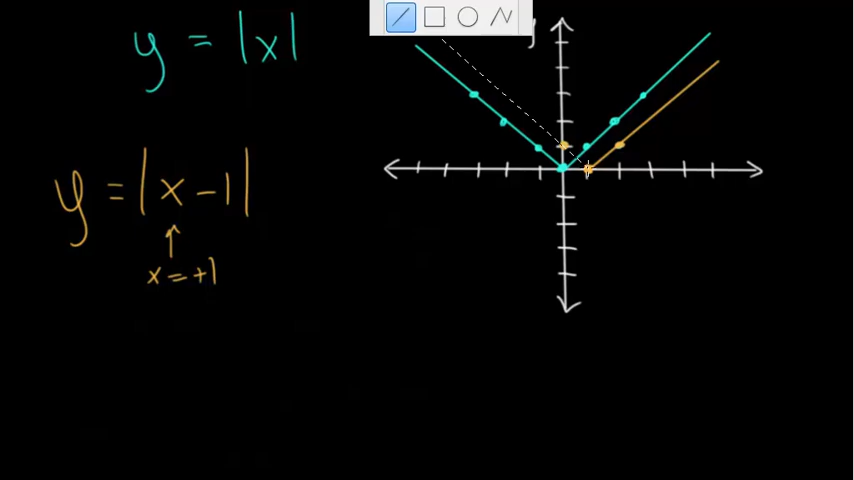 y = |x|
y
y = |x - 1|
x = +1